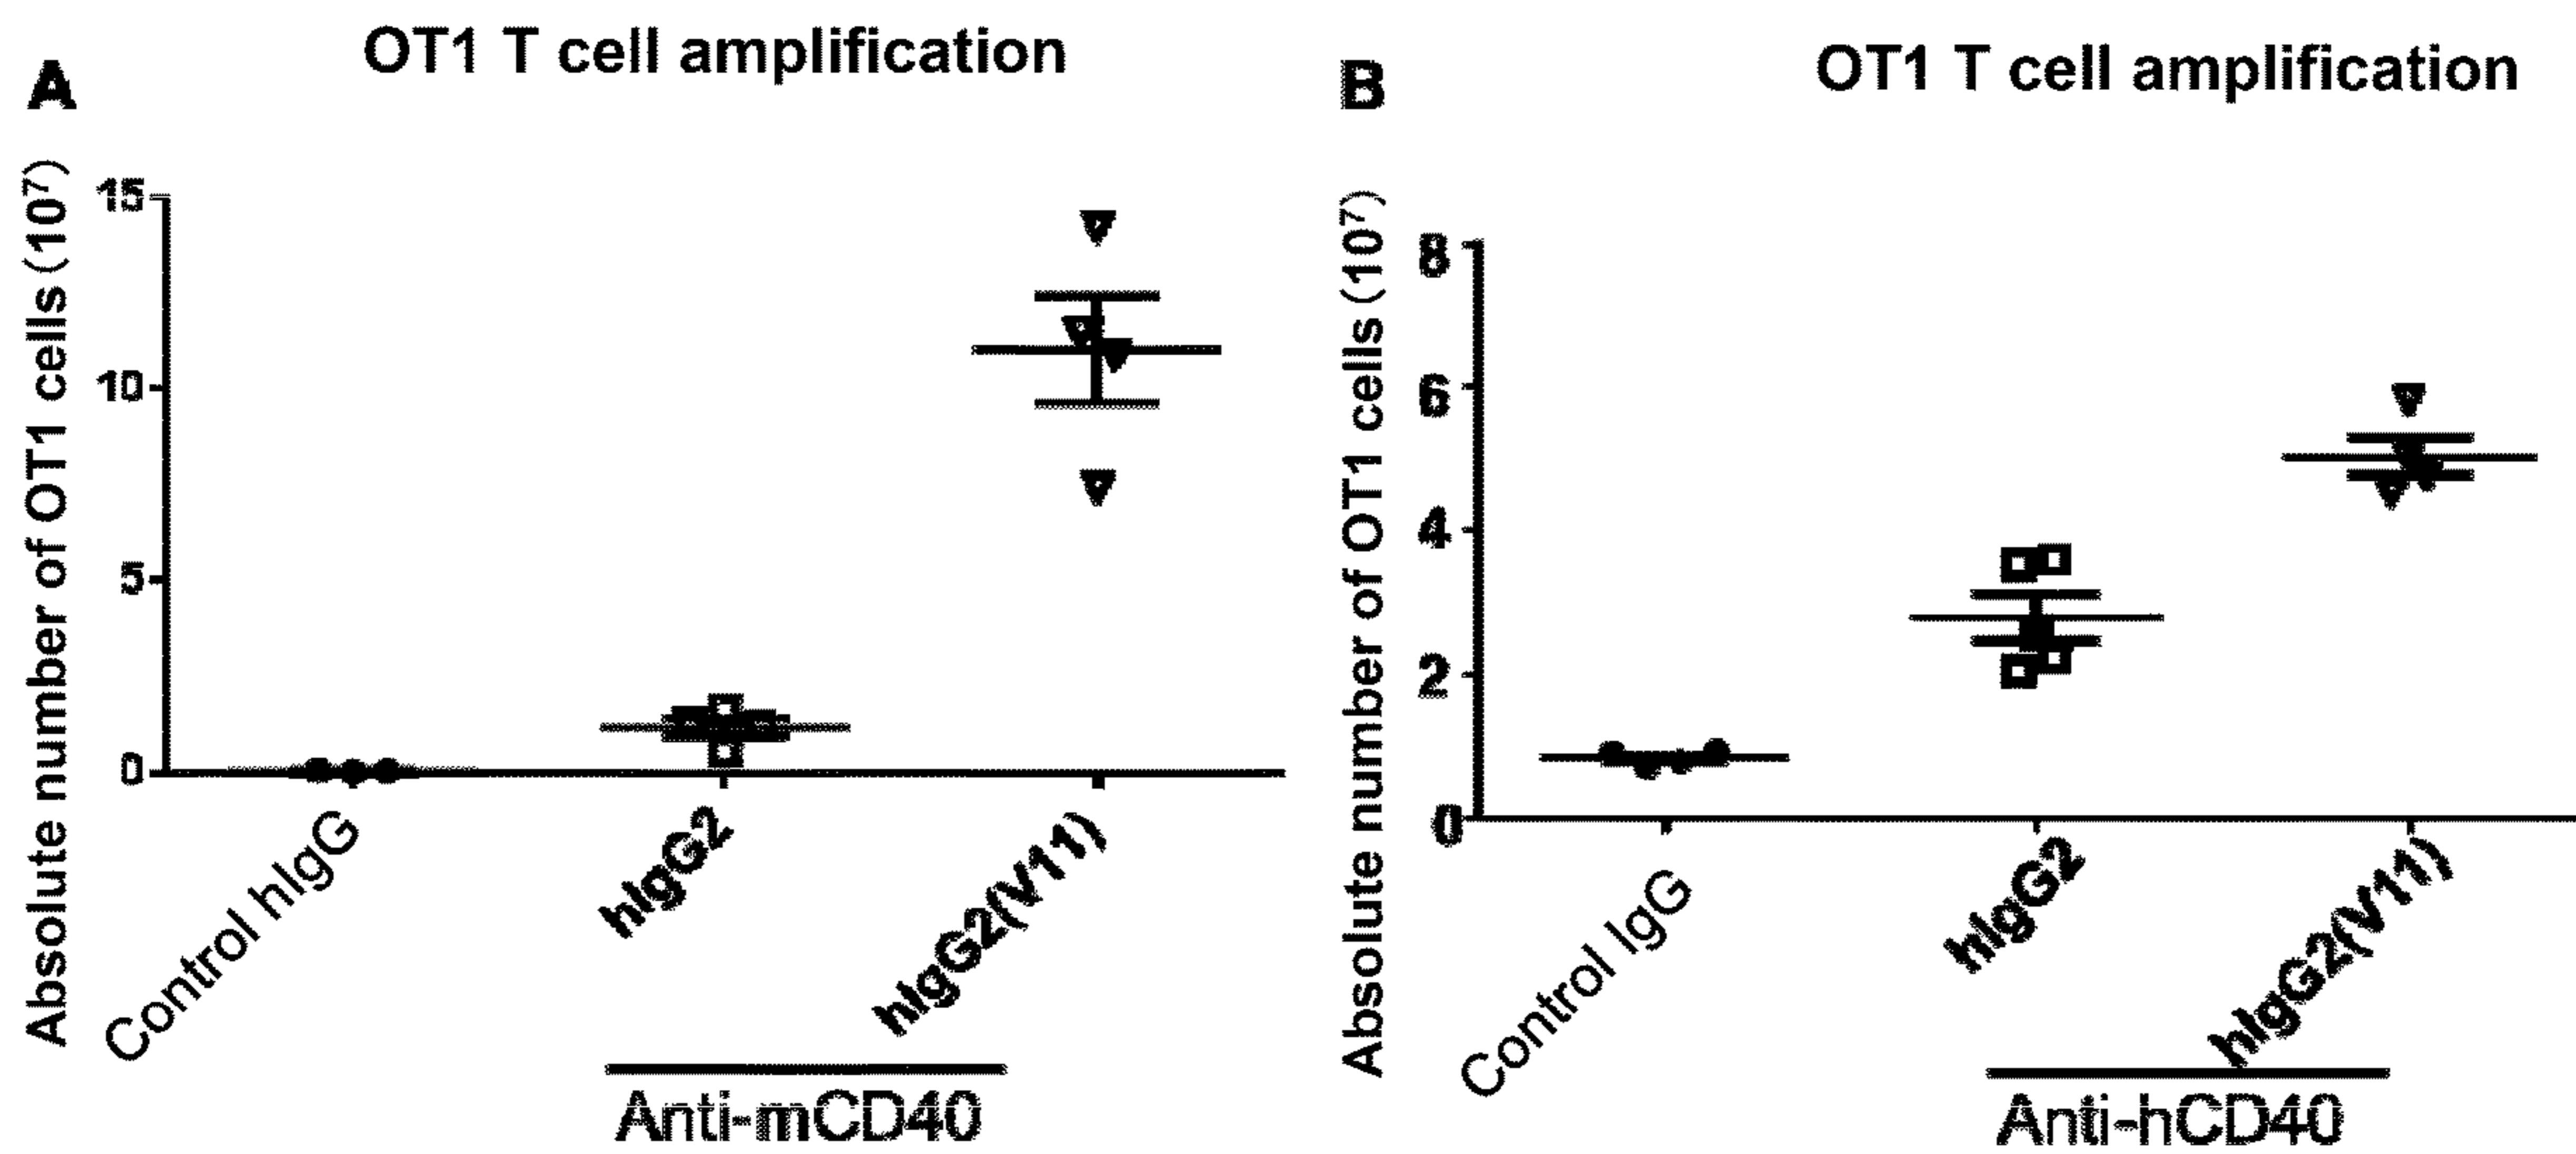 A
OT1 T cell amplification
Absolute number of OT1 cells (10⁷)
15
10
5
0
Control hIgG
hIgG2
hIgG2(V11)
Anti-mCD40
B
OT1 T cell amplification
Absolute number of OT1 cells (10⁷)
8
6
4
2
0
Control IgG
hIgG2
hIgG2(V11)
Anti-hCD40